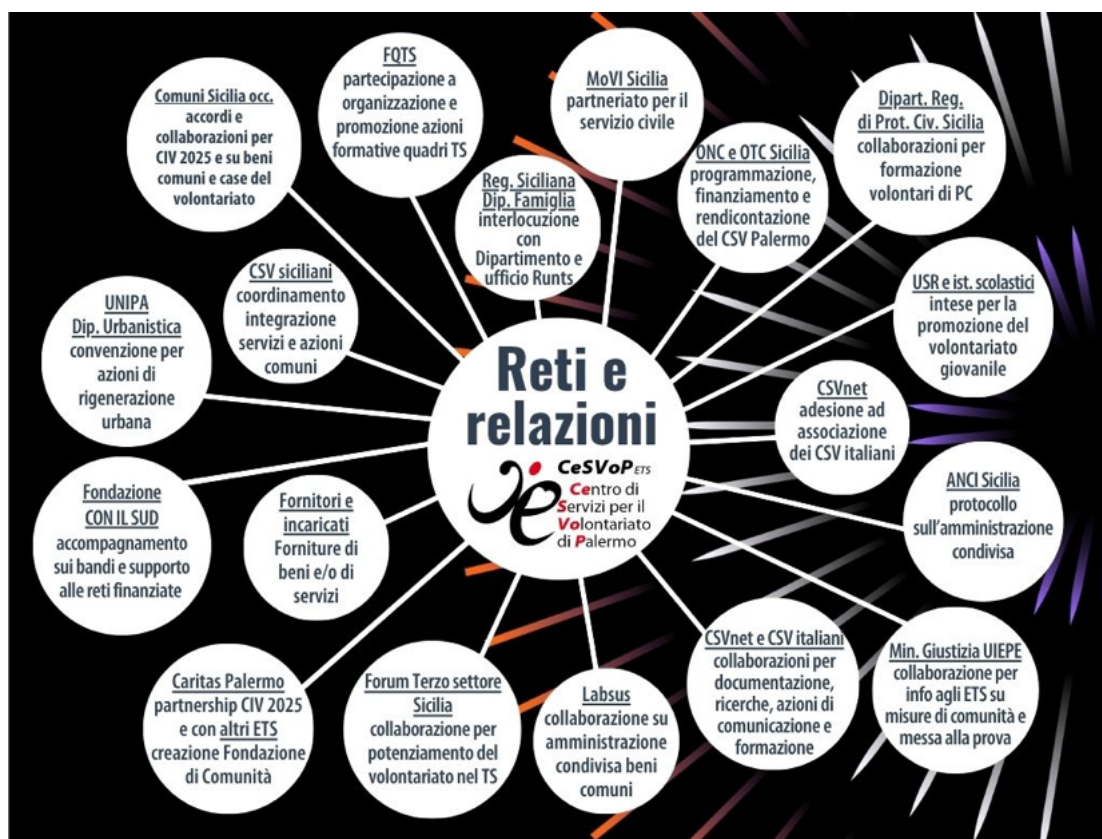 FQTS
partecipazione a
organizzazione e
promozione azioni
formative quadri TS
MoVI Sicilia
partneriato per il
servizio civile
Comuni Sicilia occ.
accordi e
collaborazioni per
CIV 2025 e su beni
comuni e case del
volontariato
Dipart. Reg.
di Prot. Civ. Sicilia
collaborazioni per
formazione
volontari di PC
Reg. Siciliana
Dip. Famiglia
interlocuzione
con
Dipartimento e
ufficio Runts
ONC e OTC Sicilia
programmazione,
finanziamento e
rendicontazione
del CSV Palermo
CSV siciliani
coordinamento
integrazione
servizi e azioni
comuni
USR e ist. scolastici
intese per la
promozione del
volontariato
giovanile
UNIPA
Dip. Urbanistica
convenzione per
azioni di
rigenerazione
urbana
Reti e
relazioni
CeSVoP ETS
Centro di
Servizi per il
Volontariato
di Palermo
CSVnet
adesione ad
associazione
dei CSV italiani
Fondazione
CON IL SUD
accompagnamento
sui bandi e supporto
alle reti finanziate
Fornitori e
incaricati
Forniture di
beni e/o di
servizi
ANCI Sicilia
protocollo
sull'amministrazione
condivisa
Caritas Palermo
partnership CIV 2025
e con altri ETS
creazione Fondazione
di Comunità
Forum Terzo settore
Sicilia
collaborazione per
potenziamento del
volontariato nel TS
Labsus
collaborazione su
amministrazione
condivisa beni
comuni
CSVnet e CSV italiani
collaborazioni per
documentazione,
ricerche, azioni di
comunicazione e
formazione
Min. Giustizia UIEPE
collaborazione per
info agli ETS su
misure di comunità e
messa alla prova